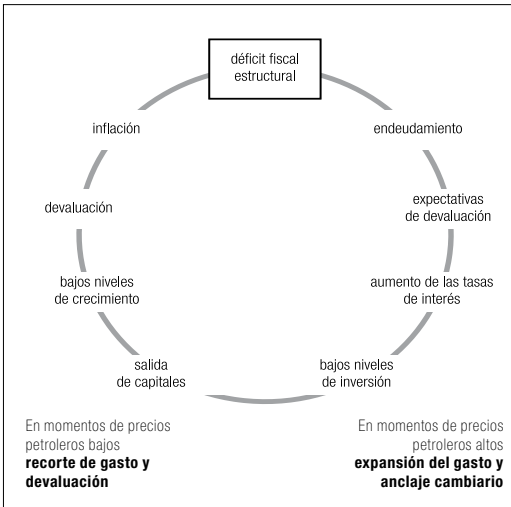 déficit fiscal
estructural
endeudamiento
expectativas
de devaluación
aumento de las tasas
de interés
bajos niveles
de inversión
salida
de capitales
bajos niveles
de crecimiento
devaluación
inflación
En momentos de precios
petroleros bajos
recorte de gasto y
devaluación
En momentos de precios
petroleros altos
expansión del gasto y
anclaje cambiario